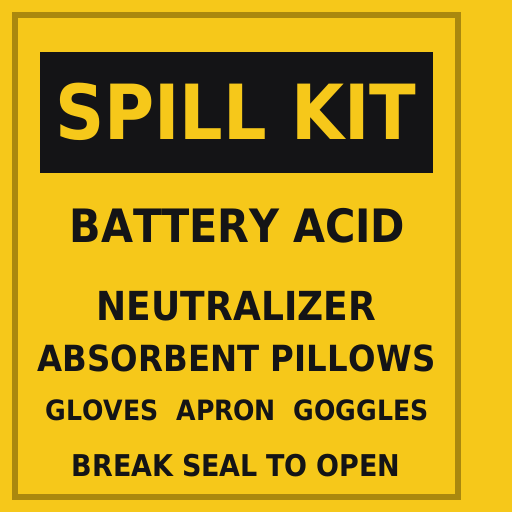 SPILL KIT
BATTERY ACID
NEUTRALIZER
ABSORBENT PILLOWS
GLOVES APRON GOGGLES
BREAK SEAL TO OPEN